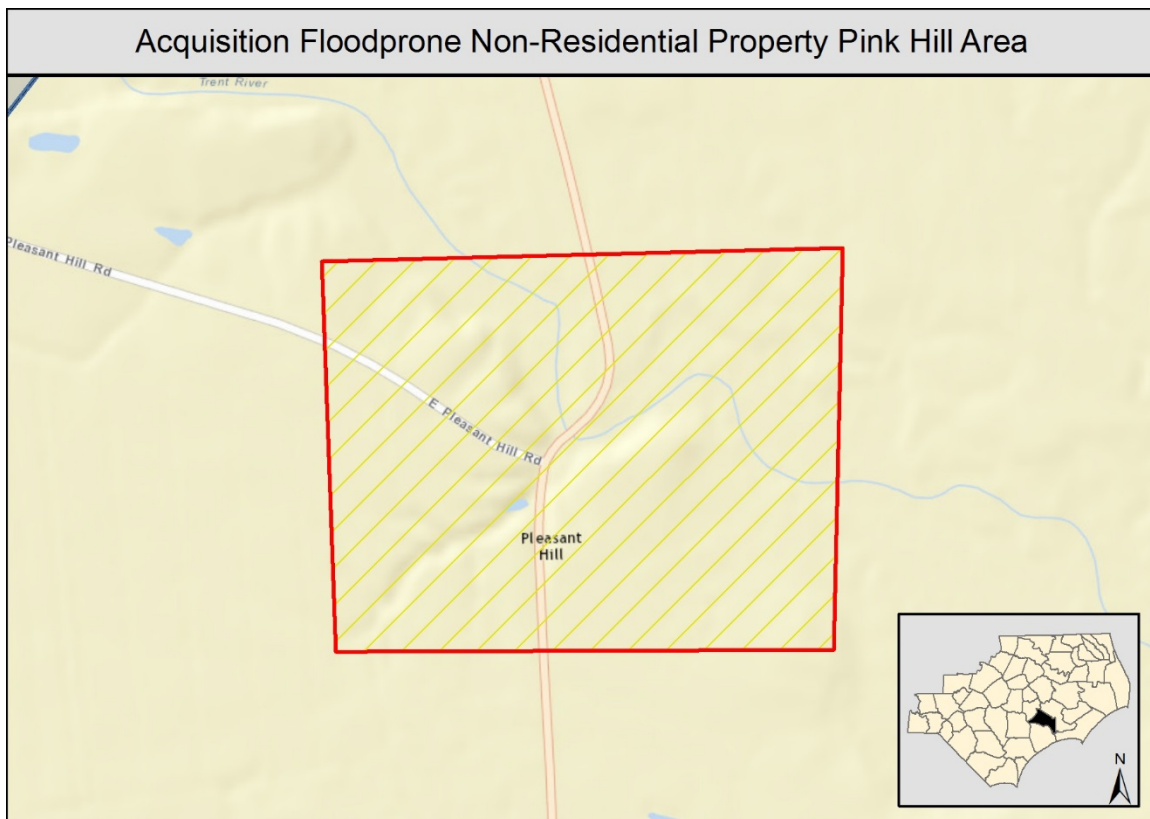 Acquisition Floodprone Non-Residential Property Pink Hill Area
Trent River
Pleasant Hill Rd
E Pleasant Hill Rd
Pleasant
Hill
N